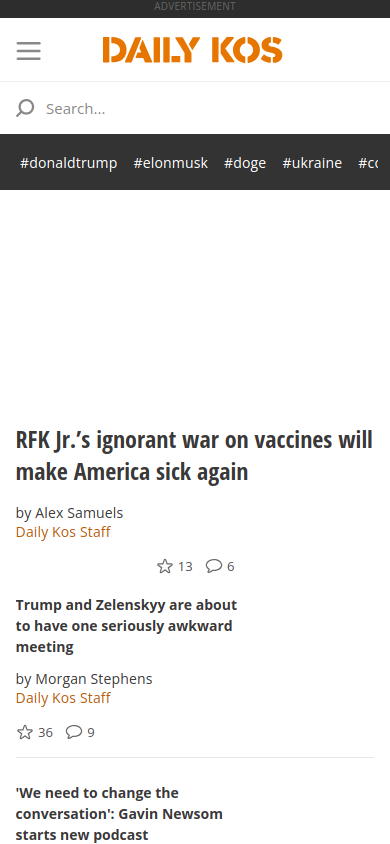 ADVERTISEMENT
DAILY KOS
Search...
#donaldtrump #elonmusk #doge #ukraine
RFK Jr.’s ignorant war on vaccines will
make America sick again
by Alex Samuels
Daily Kos Staff
13 6
Trump and Zelenskyy are about
to have one seriously awkward
meeting
by Morgan Stephens
Daily Kos Staff
36 9
'We need to change the
conversation': Gavin Newsom
starts new podcast